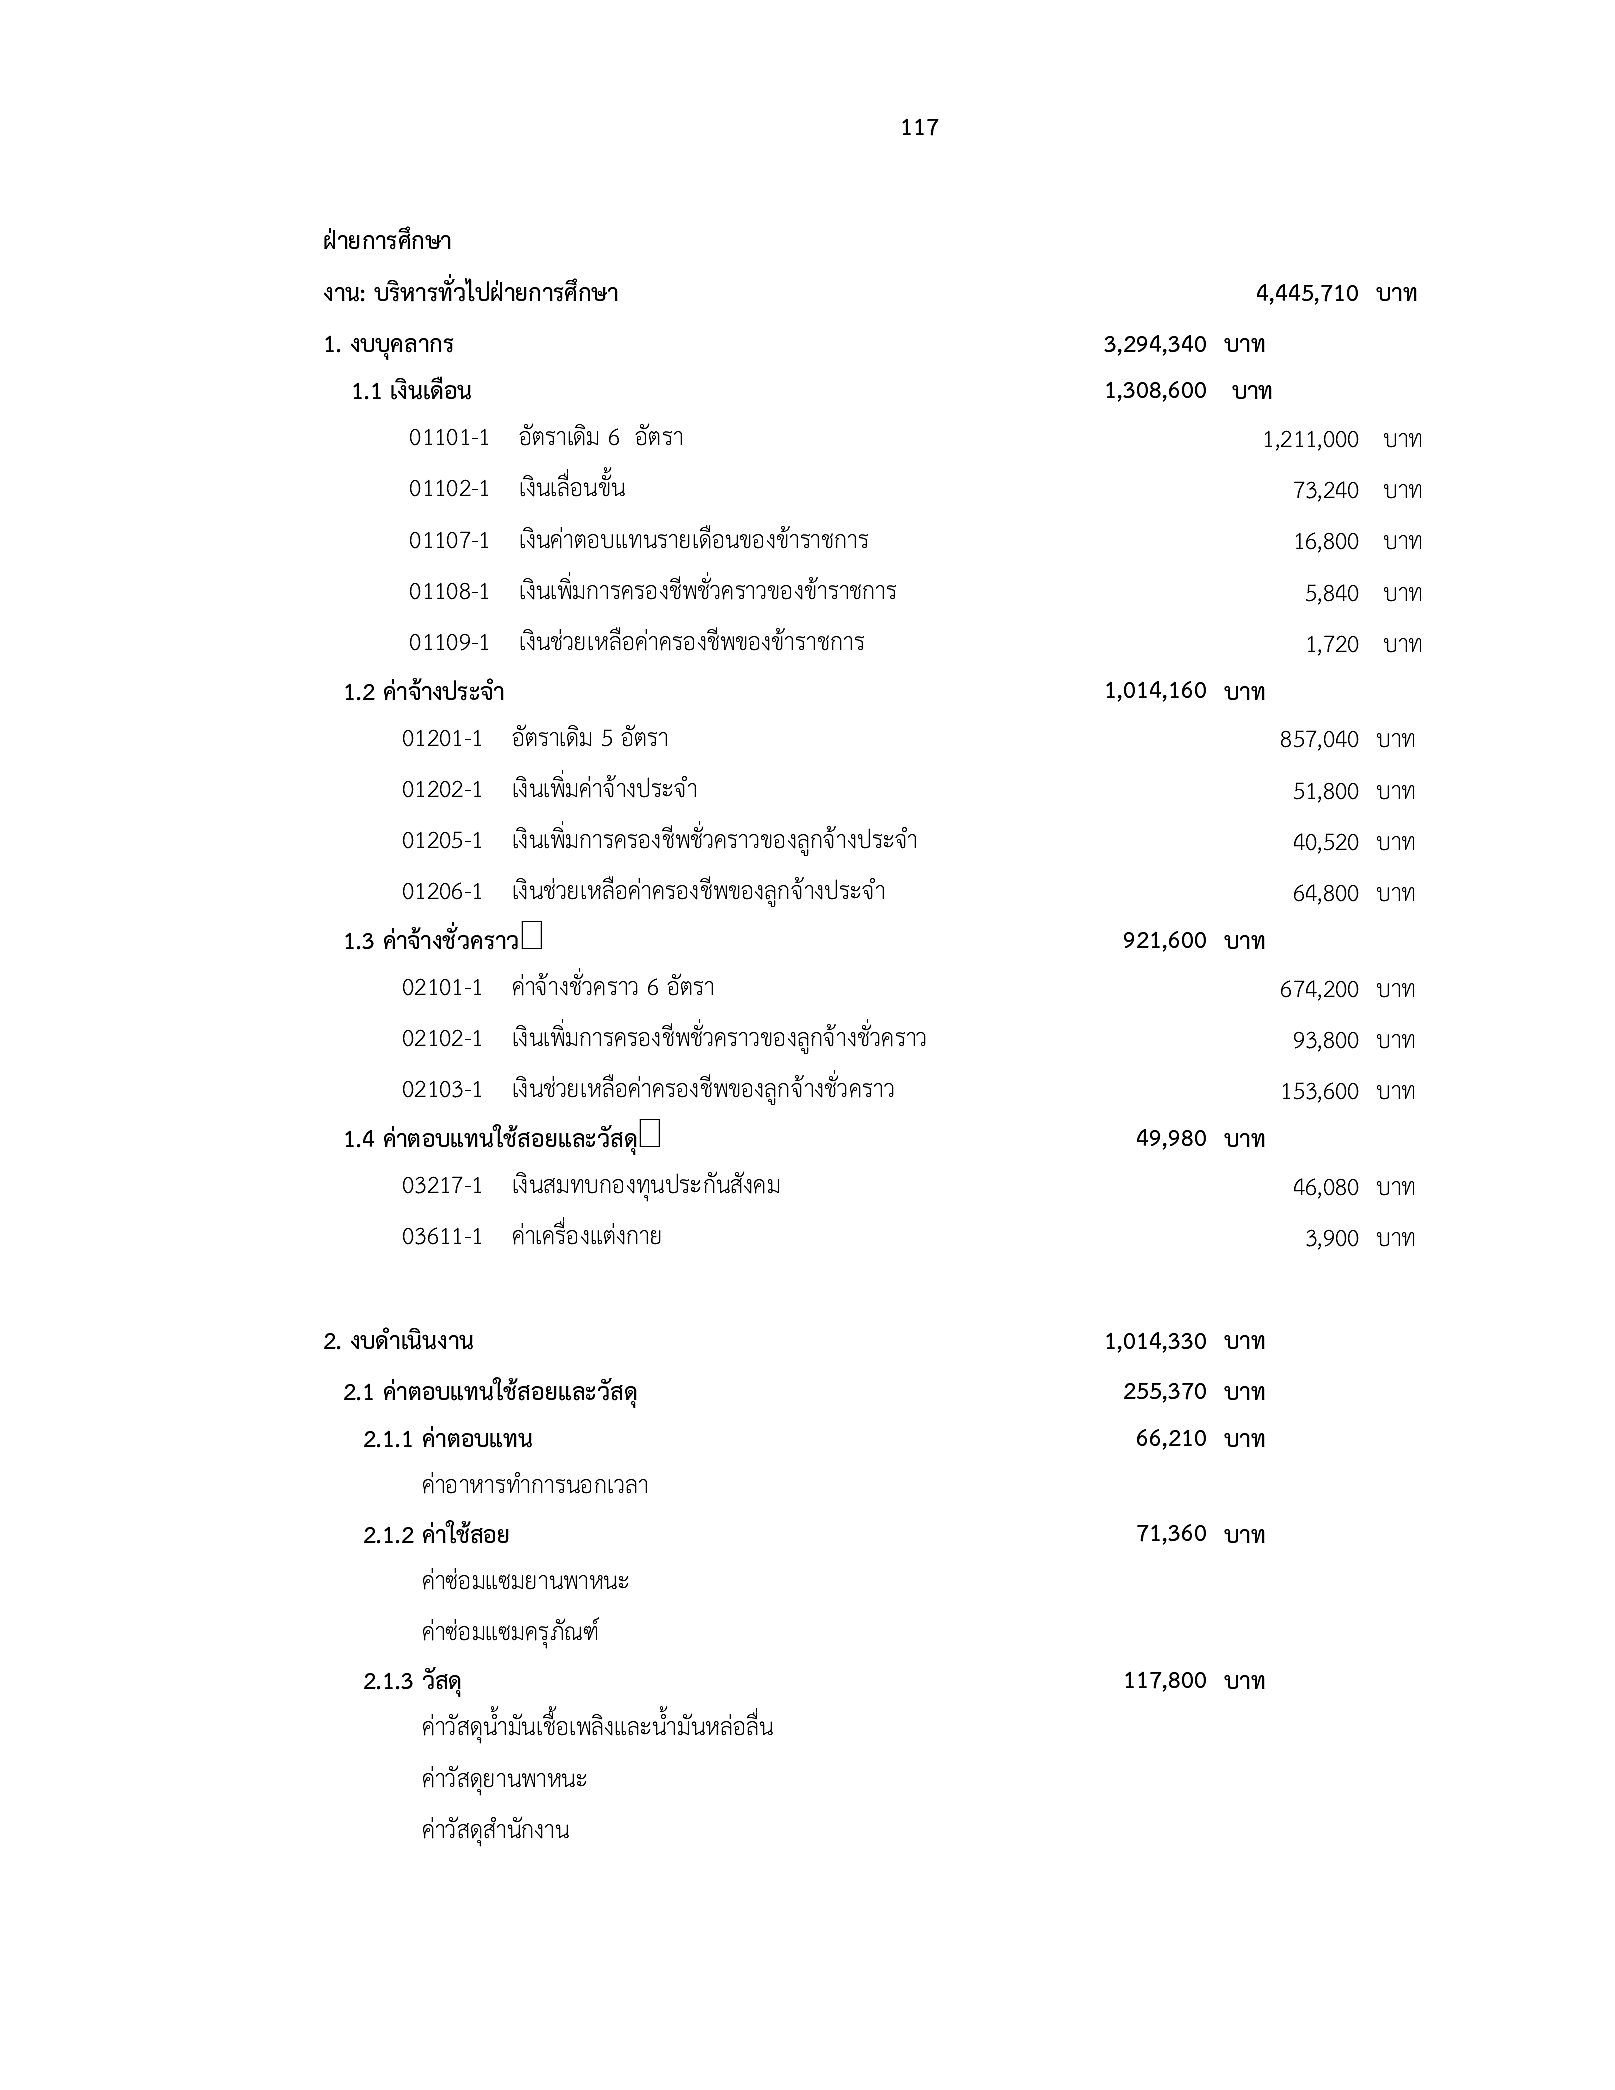 117
ฝ่ายการศึกษา
งาน: บริหารทั่วไปฝ่ายการศึกษา 4,445,710 บาท
1. งบบุคลากร 3,294,340 บาท
1.1 เงินเดือน 1,308,600 บาท
01101-1 อัตราเดิม 6 อัตรา 1,211,000 บาท
01102-1 เงินเลื่อนขั้น 73,240 บาท
01107-1 เงินค่าตอบแทนรายเดือนของข้าราชการ 16,800 บาท
01108-1 เงินเพิ่มการครองชีพชั่วคราวของข้าราชการ 5,840 บาท
01109-1 เงินช่วยเหลือค่าครองชีพของข้าราชการ 1,720 บาท
1.2 ค่าจ้างประจำ 1,014,160 บาท
01201-1 อัตราเดิม 5 อัตรา 857,040 บาท
01202-1 เงินเพิ่มค่าจ้างประจำ 51,800 บาท
01205-1 เงินเพิ่มการครองชีพชั่วคราวของลูกจ้างประจำ 40,520 บาท
01206-1 เงินช่วยเหลือค่าครองชีพของลูกจ้างประจำ 64,800 บาท
1.3 ค่าจ้างชั่วคราว 921,600 บาท
02101-1 ค่าจ้างชั่วคราว 6 อัตรา 674,200 บาท
02102-1 เงินเพิ่มการครองชีพชั่วคราวของลูกจ้างชั่วคราว 93,800 บาท
02103-1 เงินช่วยเหลือค่าครองชีพของลูกจ้างชั่วคราว 153,600 บาท
1.4 ค่าตอบแทนใช้สอยและวัสดุ 49,980 บาท
03217-1 เงินสมทบกองทุนประกันสังคม 46,080 บาท
03611-1 ค่าเครื่องแต่งกาย 3,900 บาท
2. งบดำเนินงาน 1,014,330 บาท
2.1 ค่าตอบแทนใช้สอยและวัสดุ 255,370 บาท
2.1.1 ค่าตอบแทน 66,210 บาท
ค่าอาหารทำการนอกเวลา
2.1.2 ค่าใช้สอย 71,360 บาท
ค่าซ่อมแซมยานพาหนะ
ค่าซ่อมแซมครุภัณฑ์
2.1.3 วัสดุ 117,800 บาท
ค่าวัสดุน้ำมันเชื้อเพลิงและน้ำมันหล่อลื่น
ค่าวัสดุยานพาหนะ
ค่าวัสดุสำนักงาน